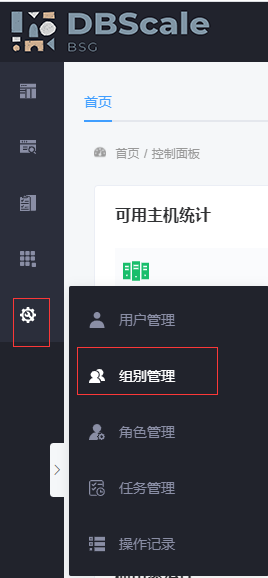 DBScale
BSG
首页
首页 / 控制面板
可用主机统计
用户管理
组别管理
角色管理
任务管理
操作记录